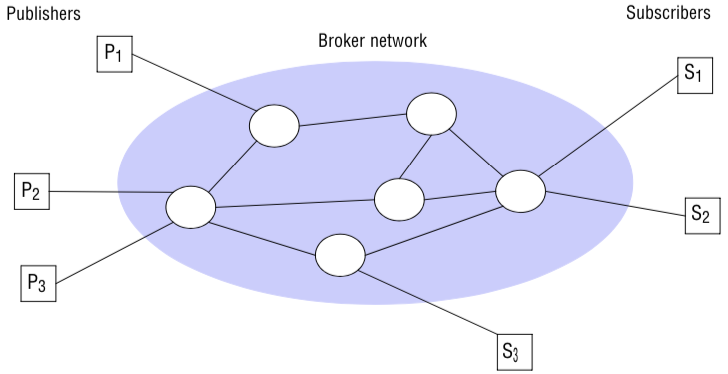 Publishers
Subscribers
Broker network
P1
S1
P2
S2
P3
S3